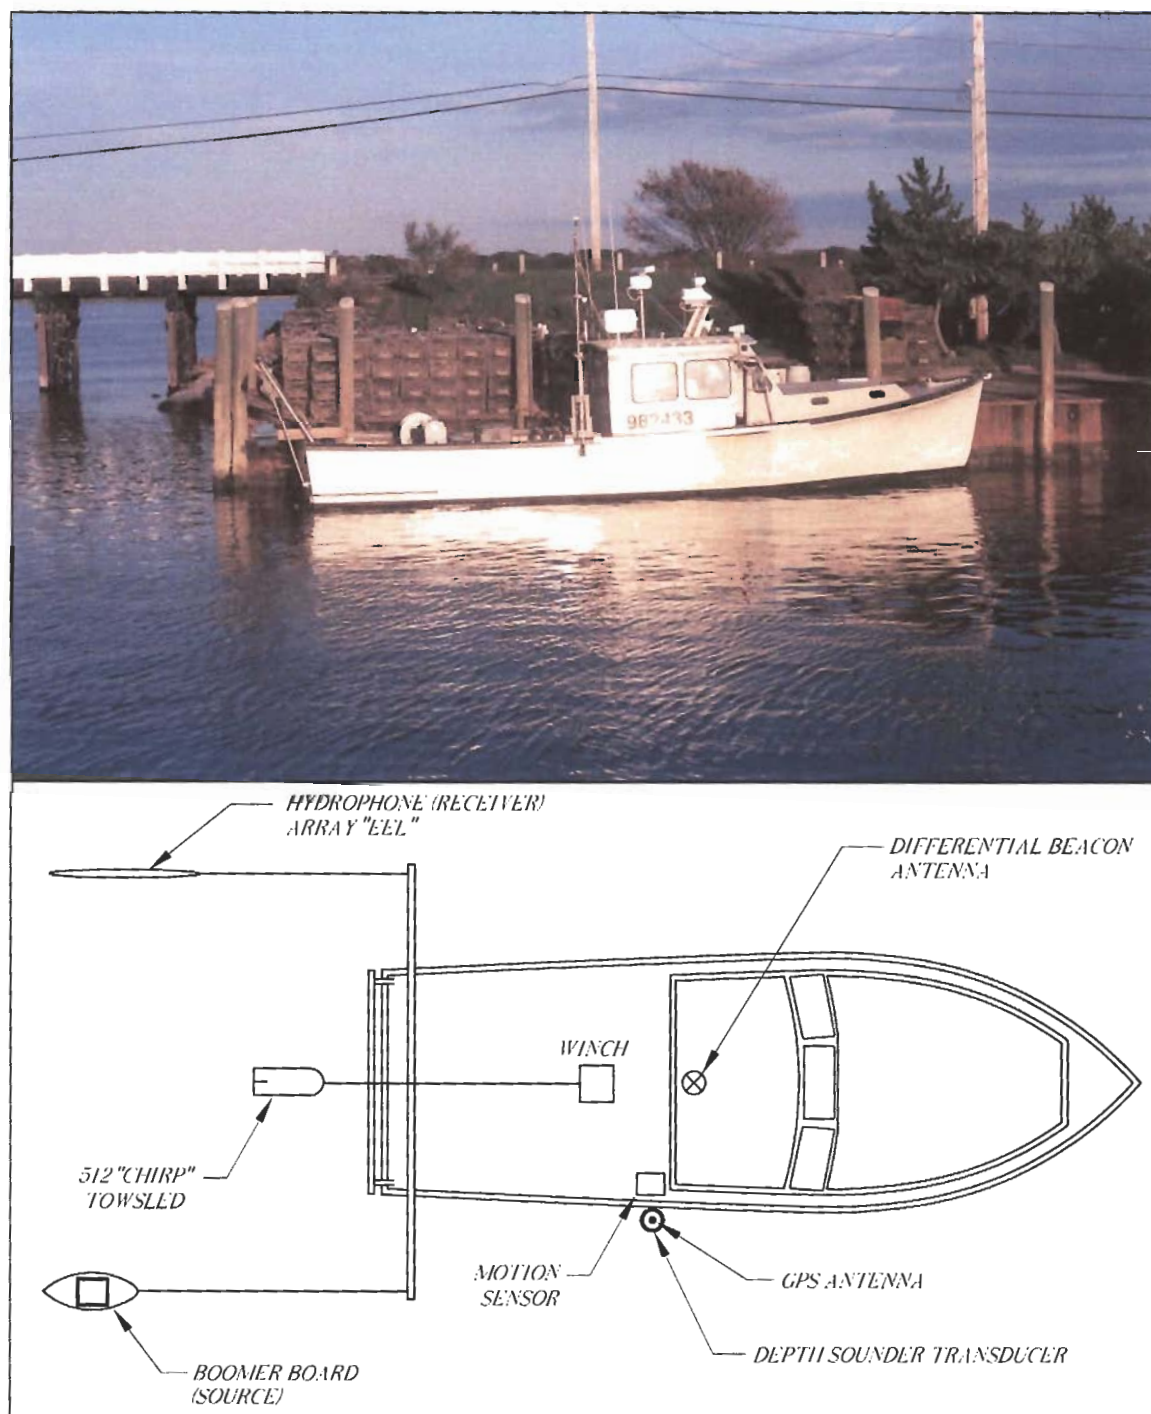 982433
HYDROPHONE (RECEIVER)
ARRAY "EEL"
DIFFERENTIAL BEACON
ANTENNA
WINCH
512 "CHIRP"
TOWSLED
MOTION
SENSOR
GPS ANTENNA
DEPTH SOUNDER TRANSDUCER
BOOMER BOARD
(SOURCE)